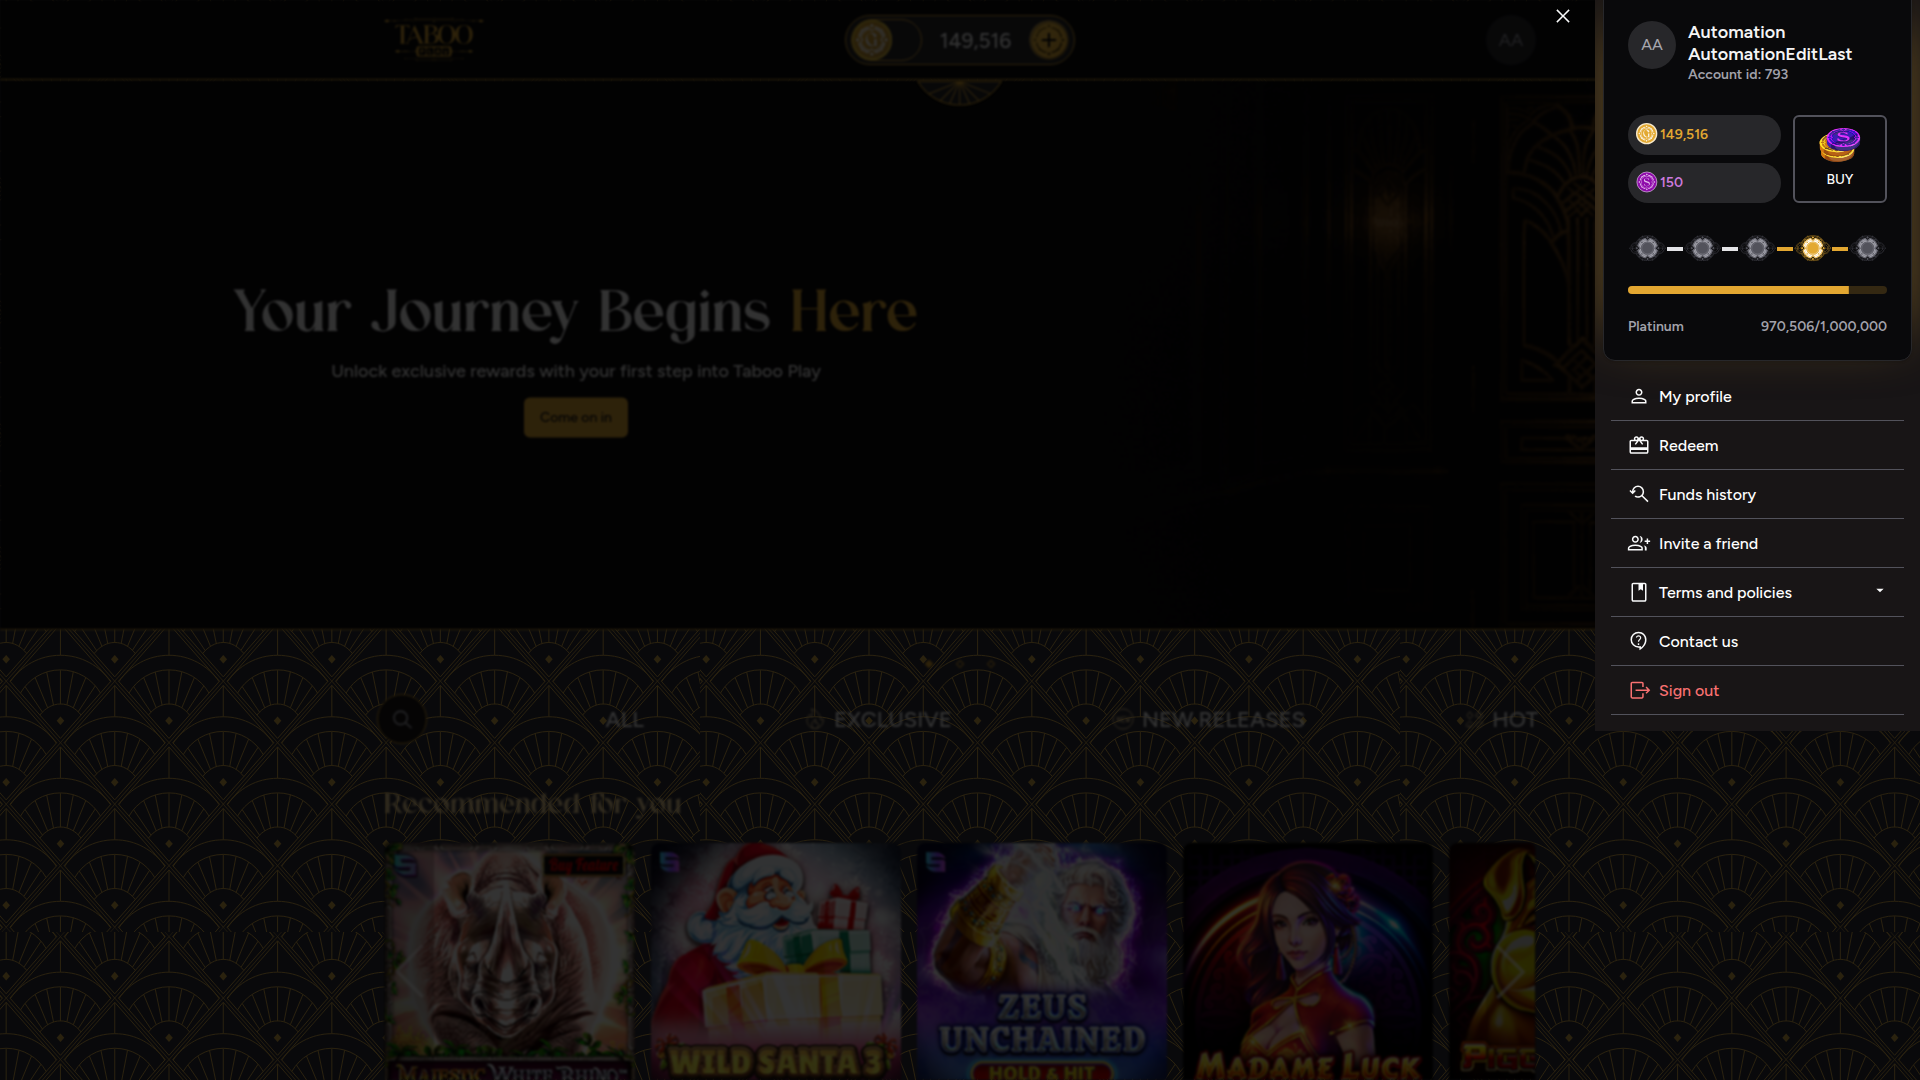 TABOO
149,516
AA
Your Journey Begins Here
Unlock exclusive rewards with your first step into Taboo Play
Come on in
ALL
EXCLUSIVE
NEW RELEASES
HOT
Recommended for you
Buy Feature
MAJESTIC WHITE RHINO
WILD SANTA 3
ZEUS
UNCHAINED
HOLD & HIT
MADAME LUCK
AA
Automation
AutomationEditLast
Account id: 793
149,516
150
BUY
Platinum
970,506/1,000,000
My profile
Redeem
Funds history
Invite a friend
Terms and policies
Contact us
Sign out